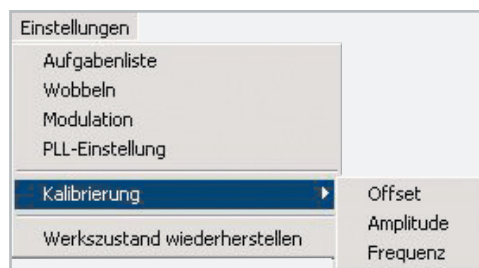 Einstellungen
Aufgabenliste
Wobbeln
Modulation
PLL-Einstellung
Kalibrierung
Offset
Amplitude
Frequenz
Werkszustand wiederherstellen